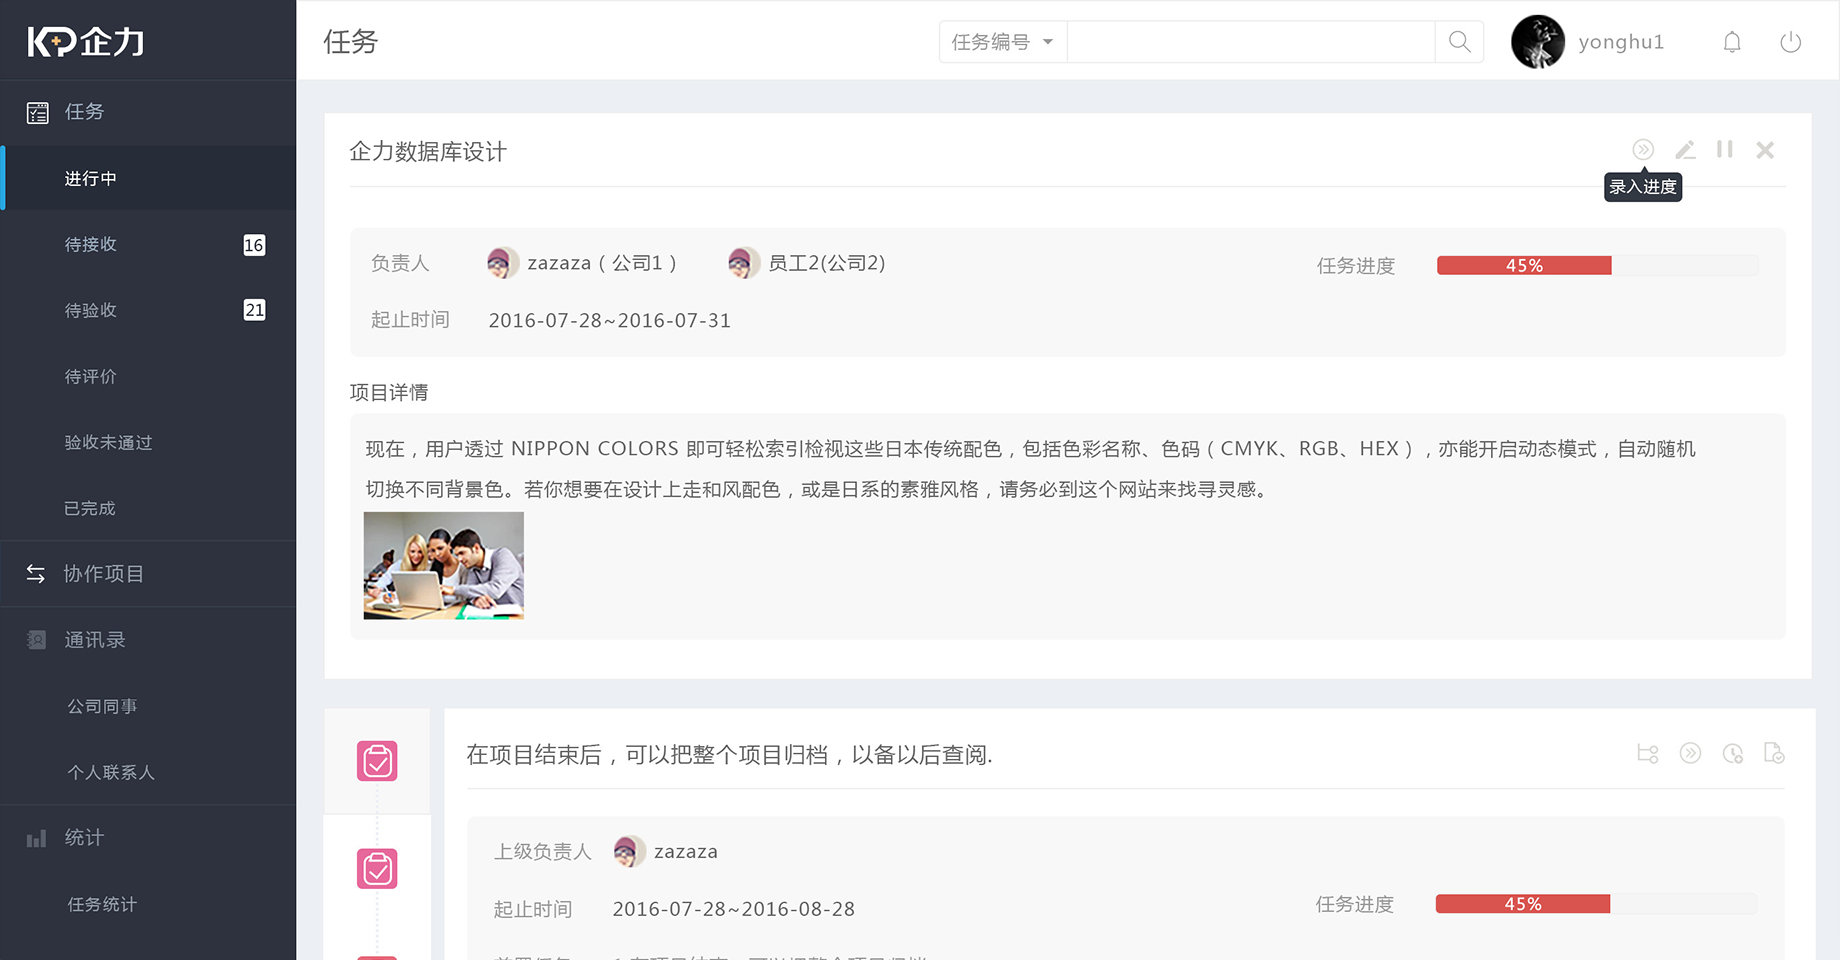 KP企力
任务
任务编号
yonghu1
任务
进行中
待接收 16
待验收 21
待评价
验收未通过
已完成
协作项目
通讯录
公司同事
个人联系人
统计
任务统计
企力数据库设计
录入进度
负责人 zazaza（公司1） 员工2(公司2)
任务进度 45%
起止时间 2016-07-28~2016-07-31
项目详情
现在，用户透过 NIPPON COLORS 即可轻松索引检视这些日本传统配色，包括色彩名称、色码（CMYK、RGB、HEX），亦能开启动态模式，自动随机
切换不同背景色。若你想要在设计上走和风配色，或是日系的素雅风格，请务必到这个网站来找寻灵感。
在项目结束后，可以把整个项目归档，以备以后查阅.
上级负责人 zazaza
起止时间 2016-07-28~2016-08-28
任务进度 45%